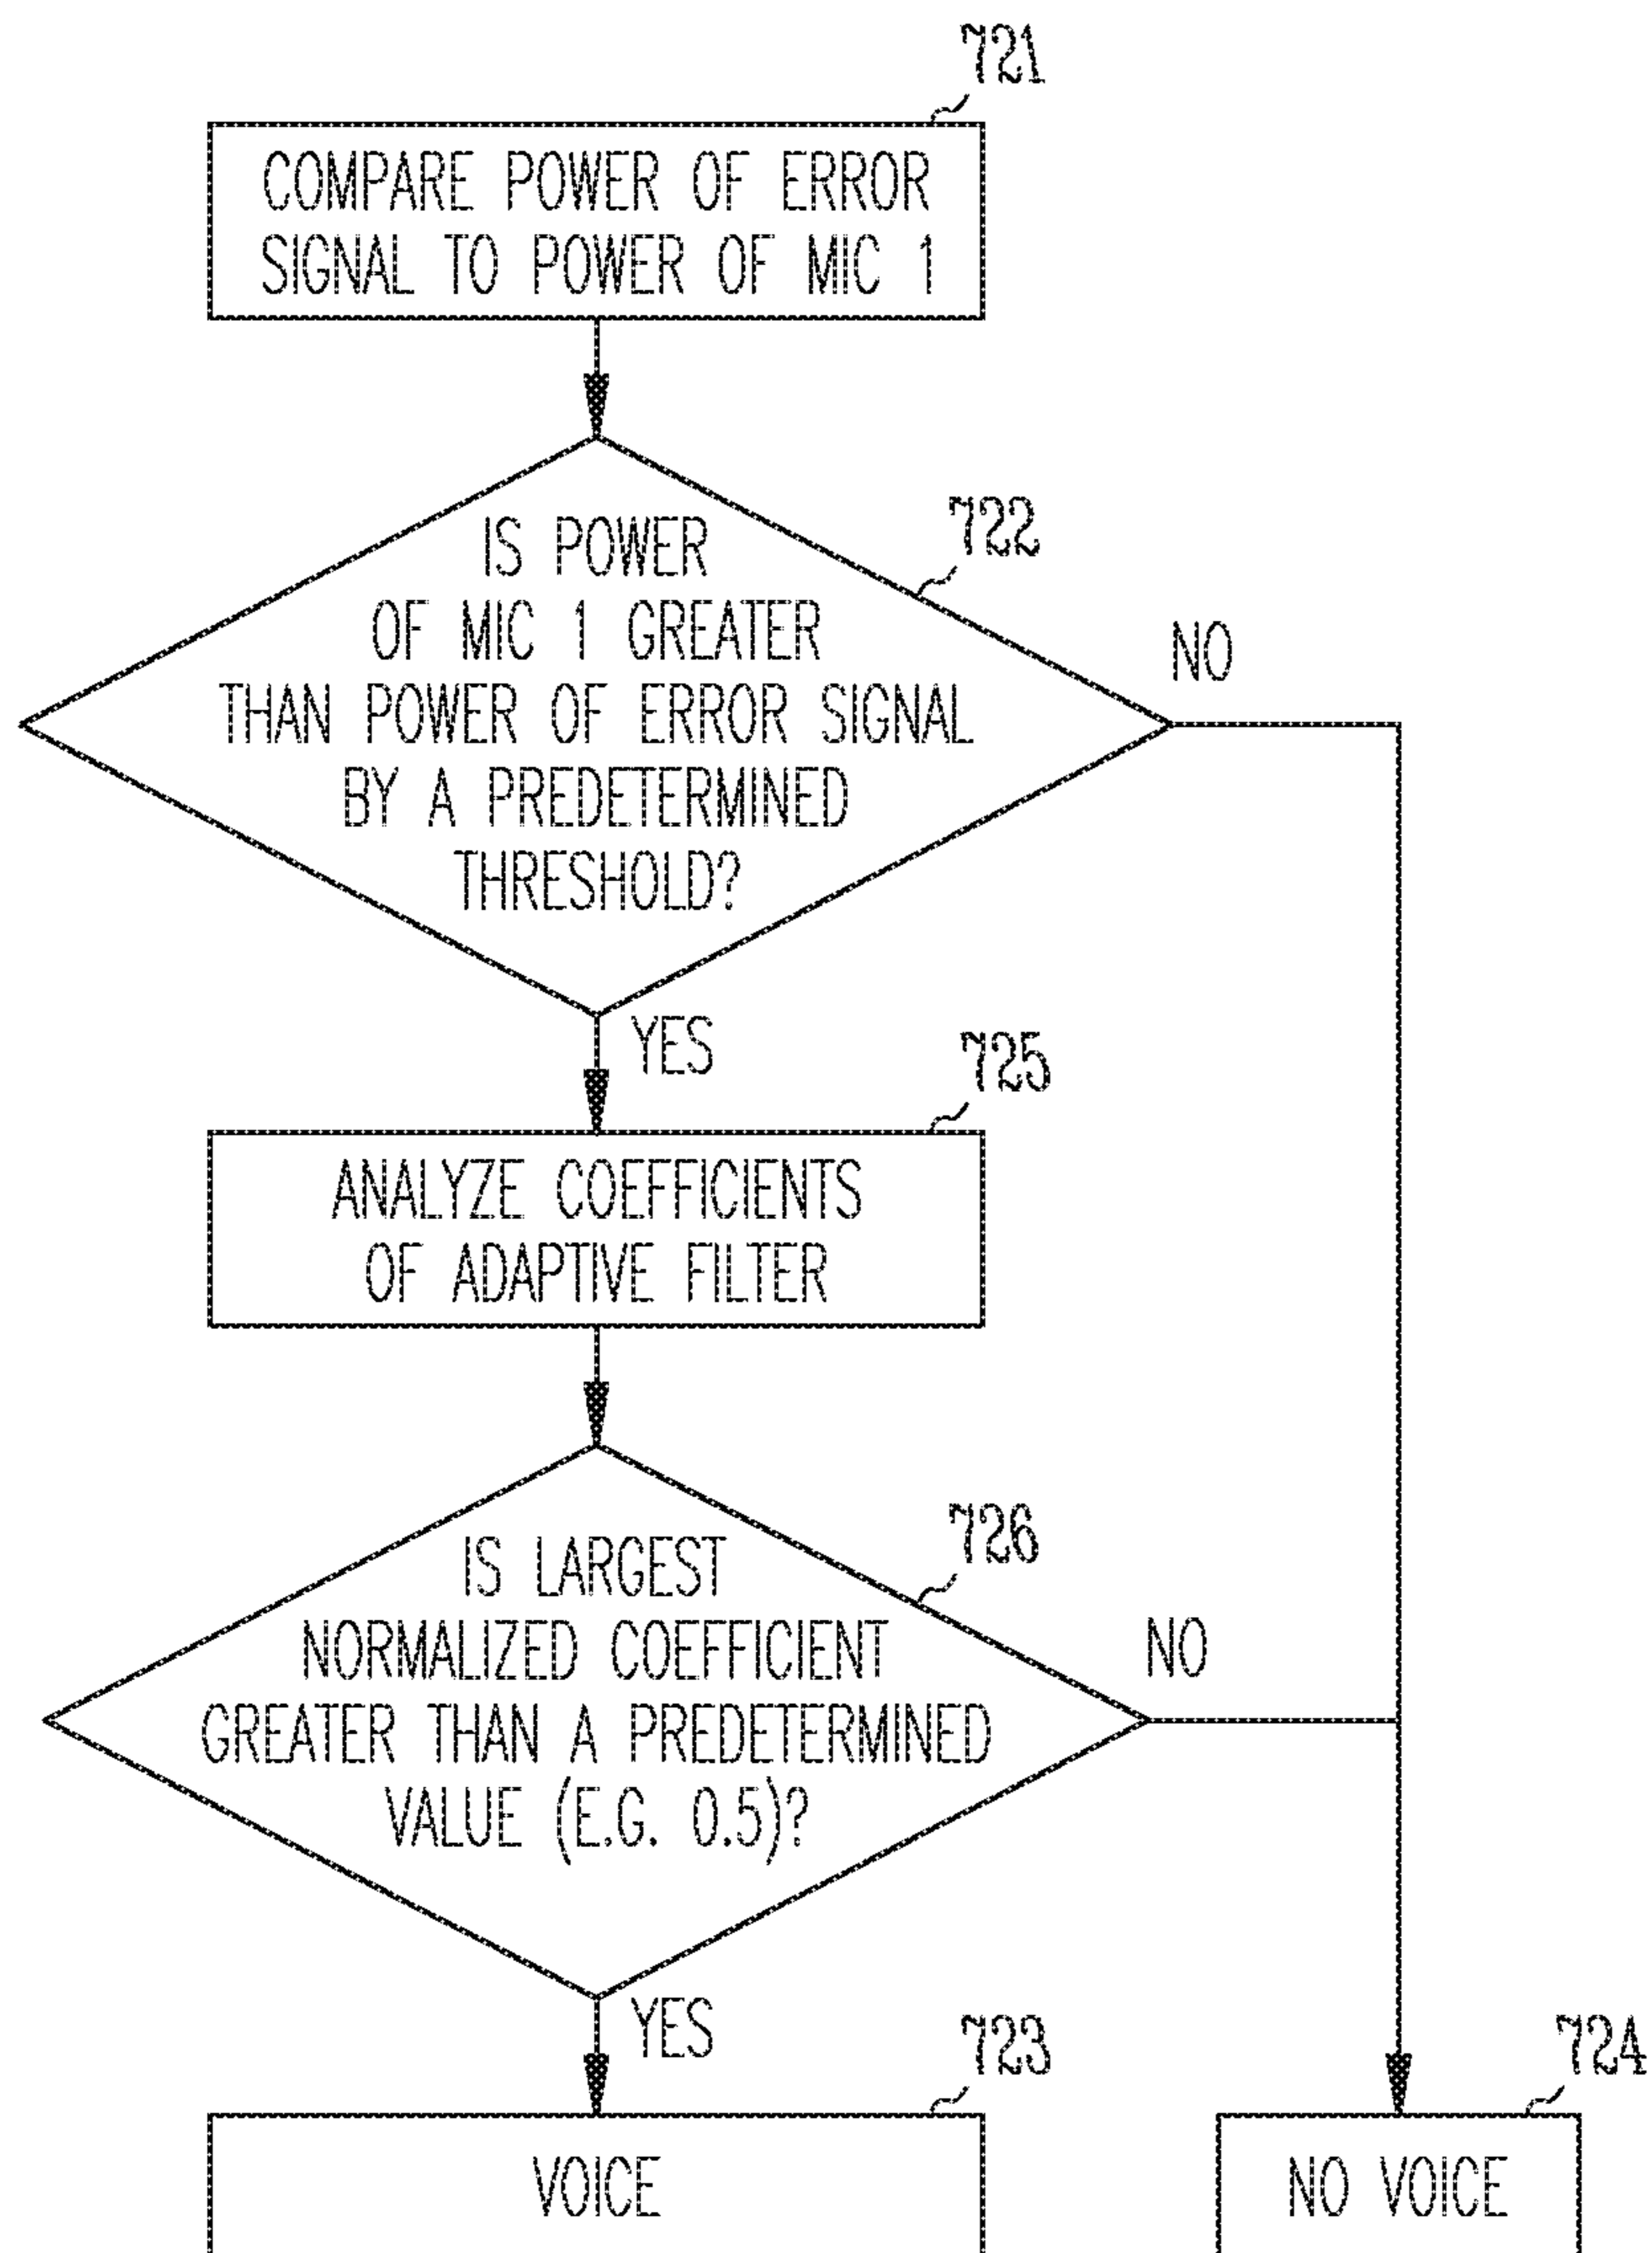 721
COMPARE POWER OF ERROR
SIGNAL TO POWER OF MIC 1
722
IS POWER
OF MIC 1 GREATER
THAN POWER OF ERROR SIGNAL
BY A PREDETERMINED
THRESHOLD?
NO
YES
725
ANALYZE COEFFICIENTS
OF ADAPTIVE FILTER
726
IS LARGEST
NORMALIZED COEFFICIENT
GREATER THAN A PREDETERMINED
VALUE (E.G. 0.5)?
NO
YES
723
VOICE
724
NO VOICE